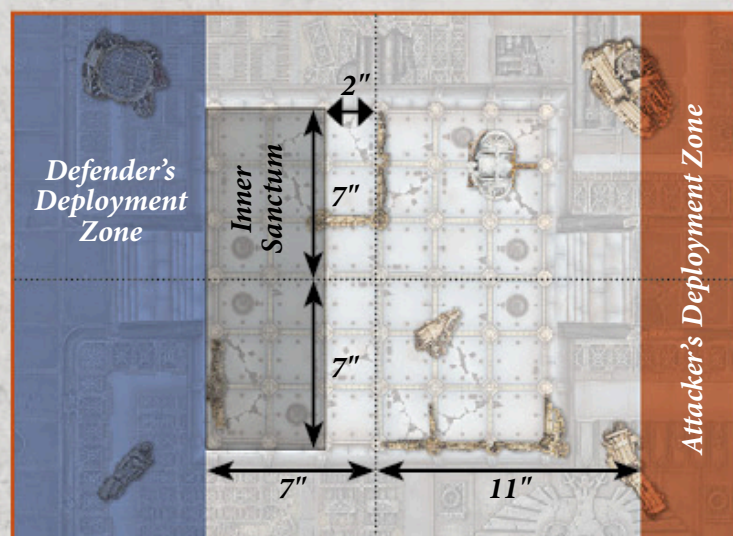 2"
Defender's
Deployment
Zone
Inner
Sanctum
7"
Attacker's Deployment Zone
7"
7"
11"